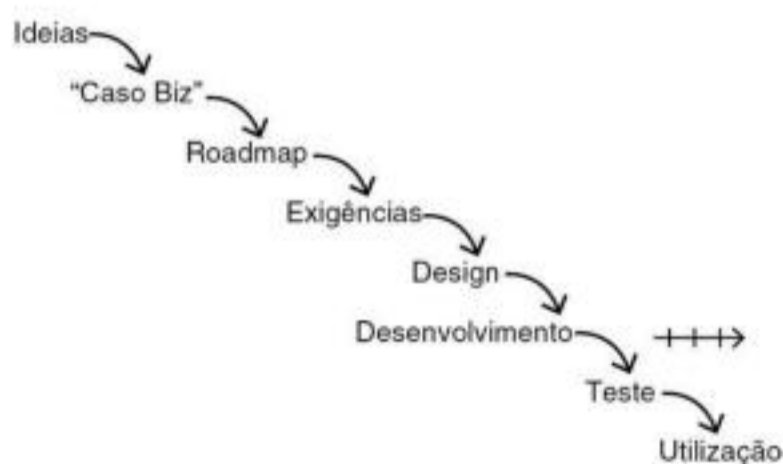 Ideias
“Caso Biz”
Roadmap
Exigências
Design
Desenvolvimento
Teste
Utilização